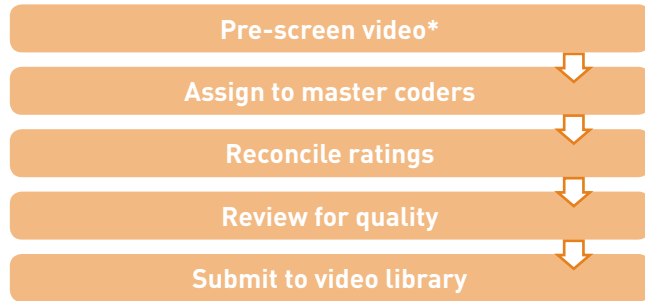 Pre-screen video*
Assign to master coders
Reconcile ratings
Review for quality
Submit to video library